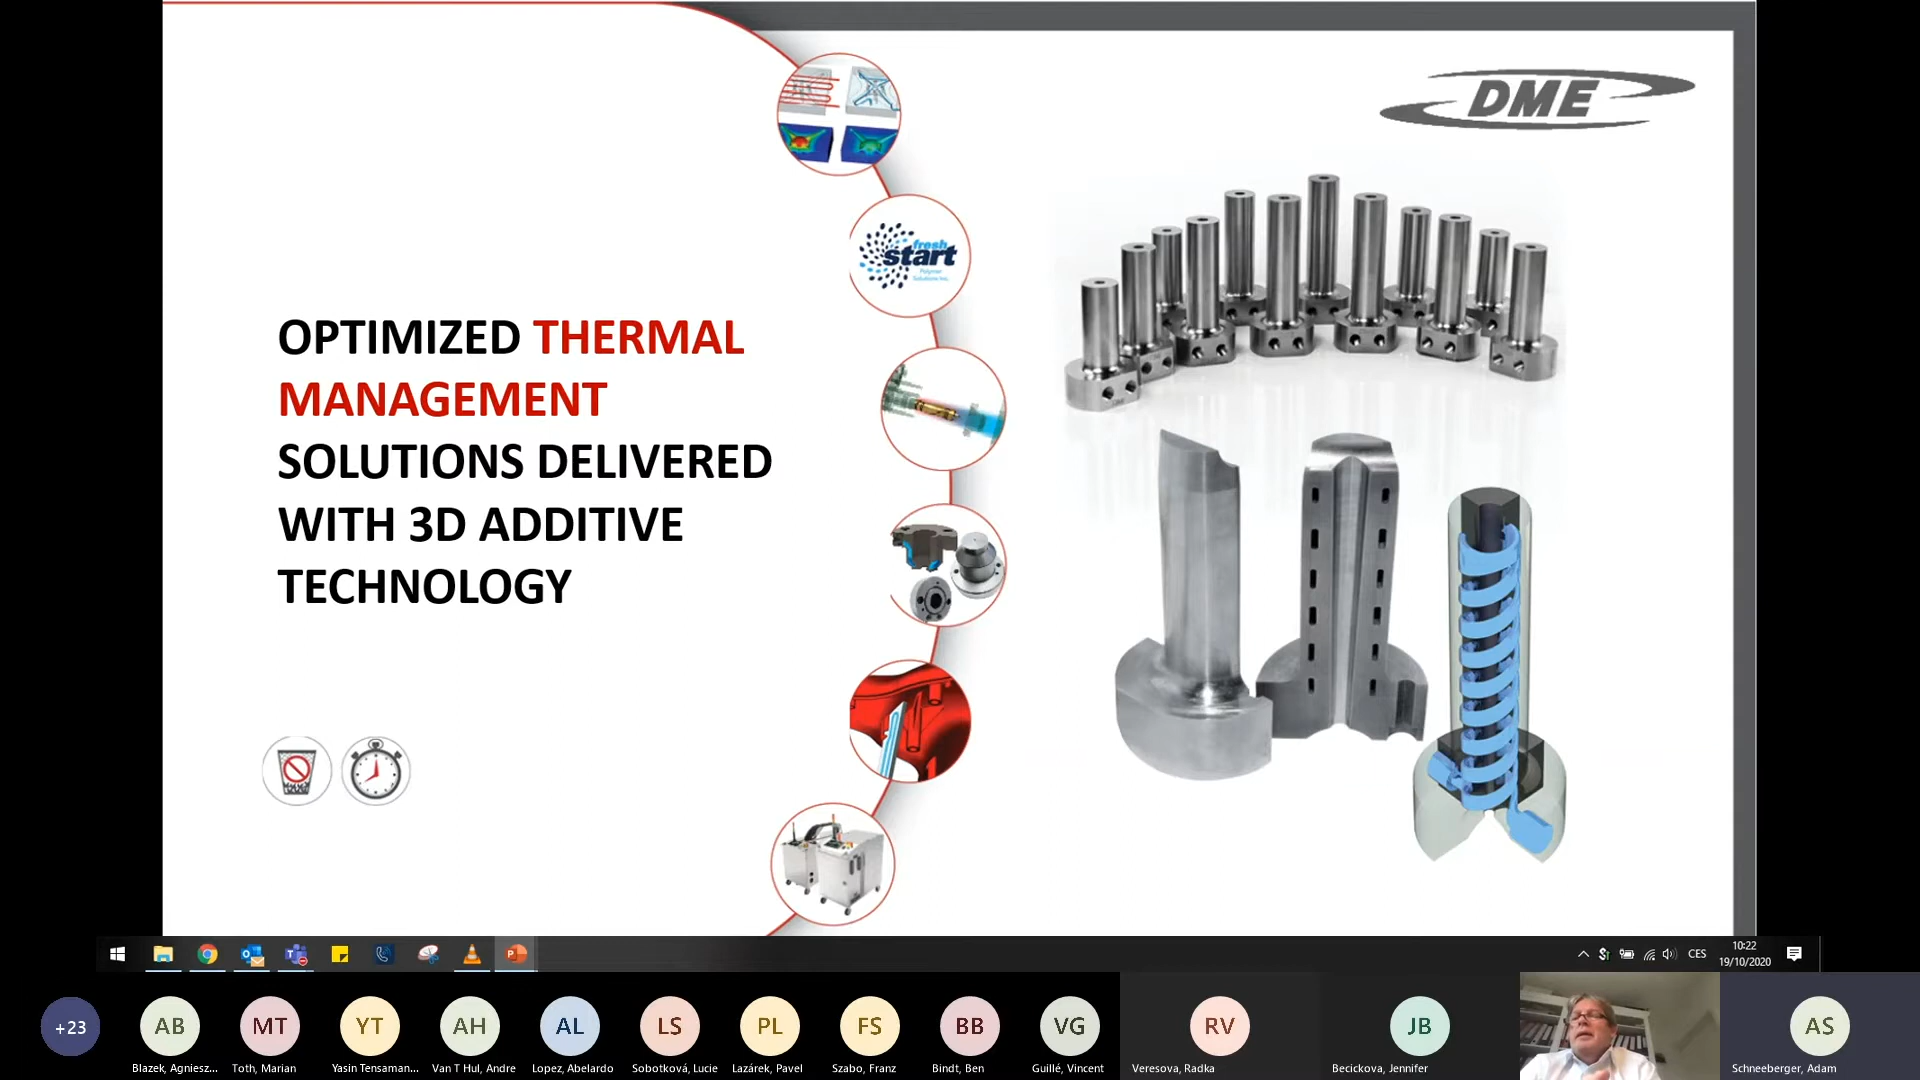 DME
fresh
start
Polymer
Solutions Inc.
OPTIMIZED THERMAL
MANAGEMENT
SOLUTIONS DELIVERED
WITH 3D ADDITIVE
TECHNOLOGY
CES
10:22
19/10/2020
+23
AB
MT
YT
AH
AL
LS
PL
FS
BB
VG
RV
JB
AS
Blazek, Agniesz...
Toth, Marian
Yasin Tensaman...
Van T Hul, Andre
Lopez, Abelardo
Sobotková, Lucie
Lazárek, Pavel
Szabo, Franz
Bindt, Ben
Guillé, Vincent
Veresova, Radka
Becickova, Jennifer
Schneeberger, Adam